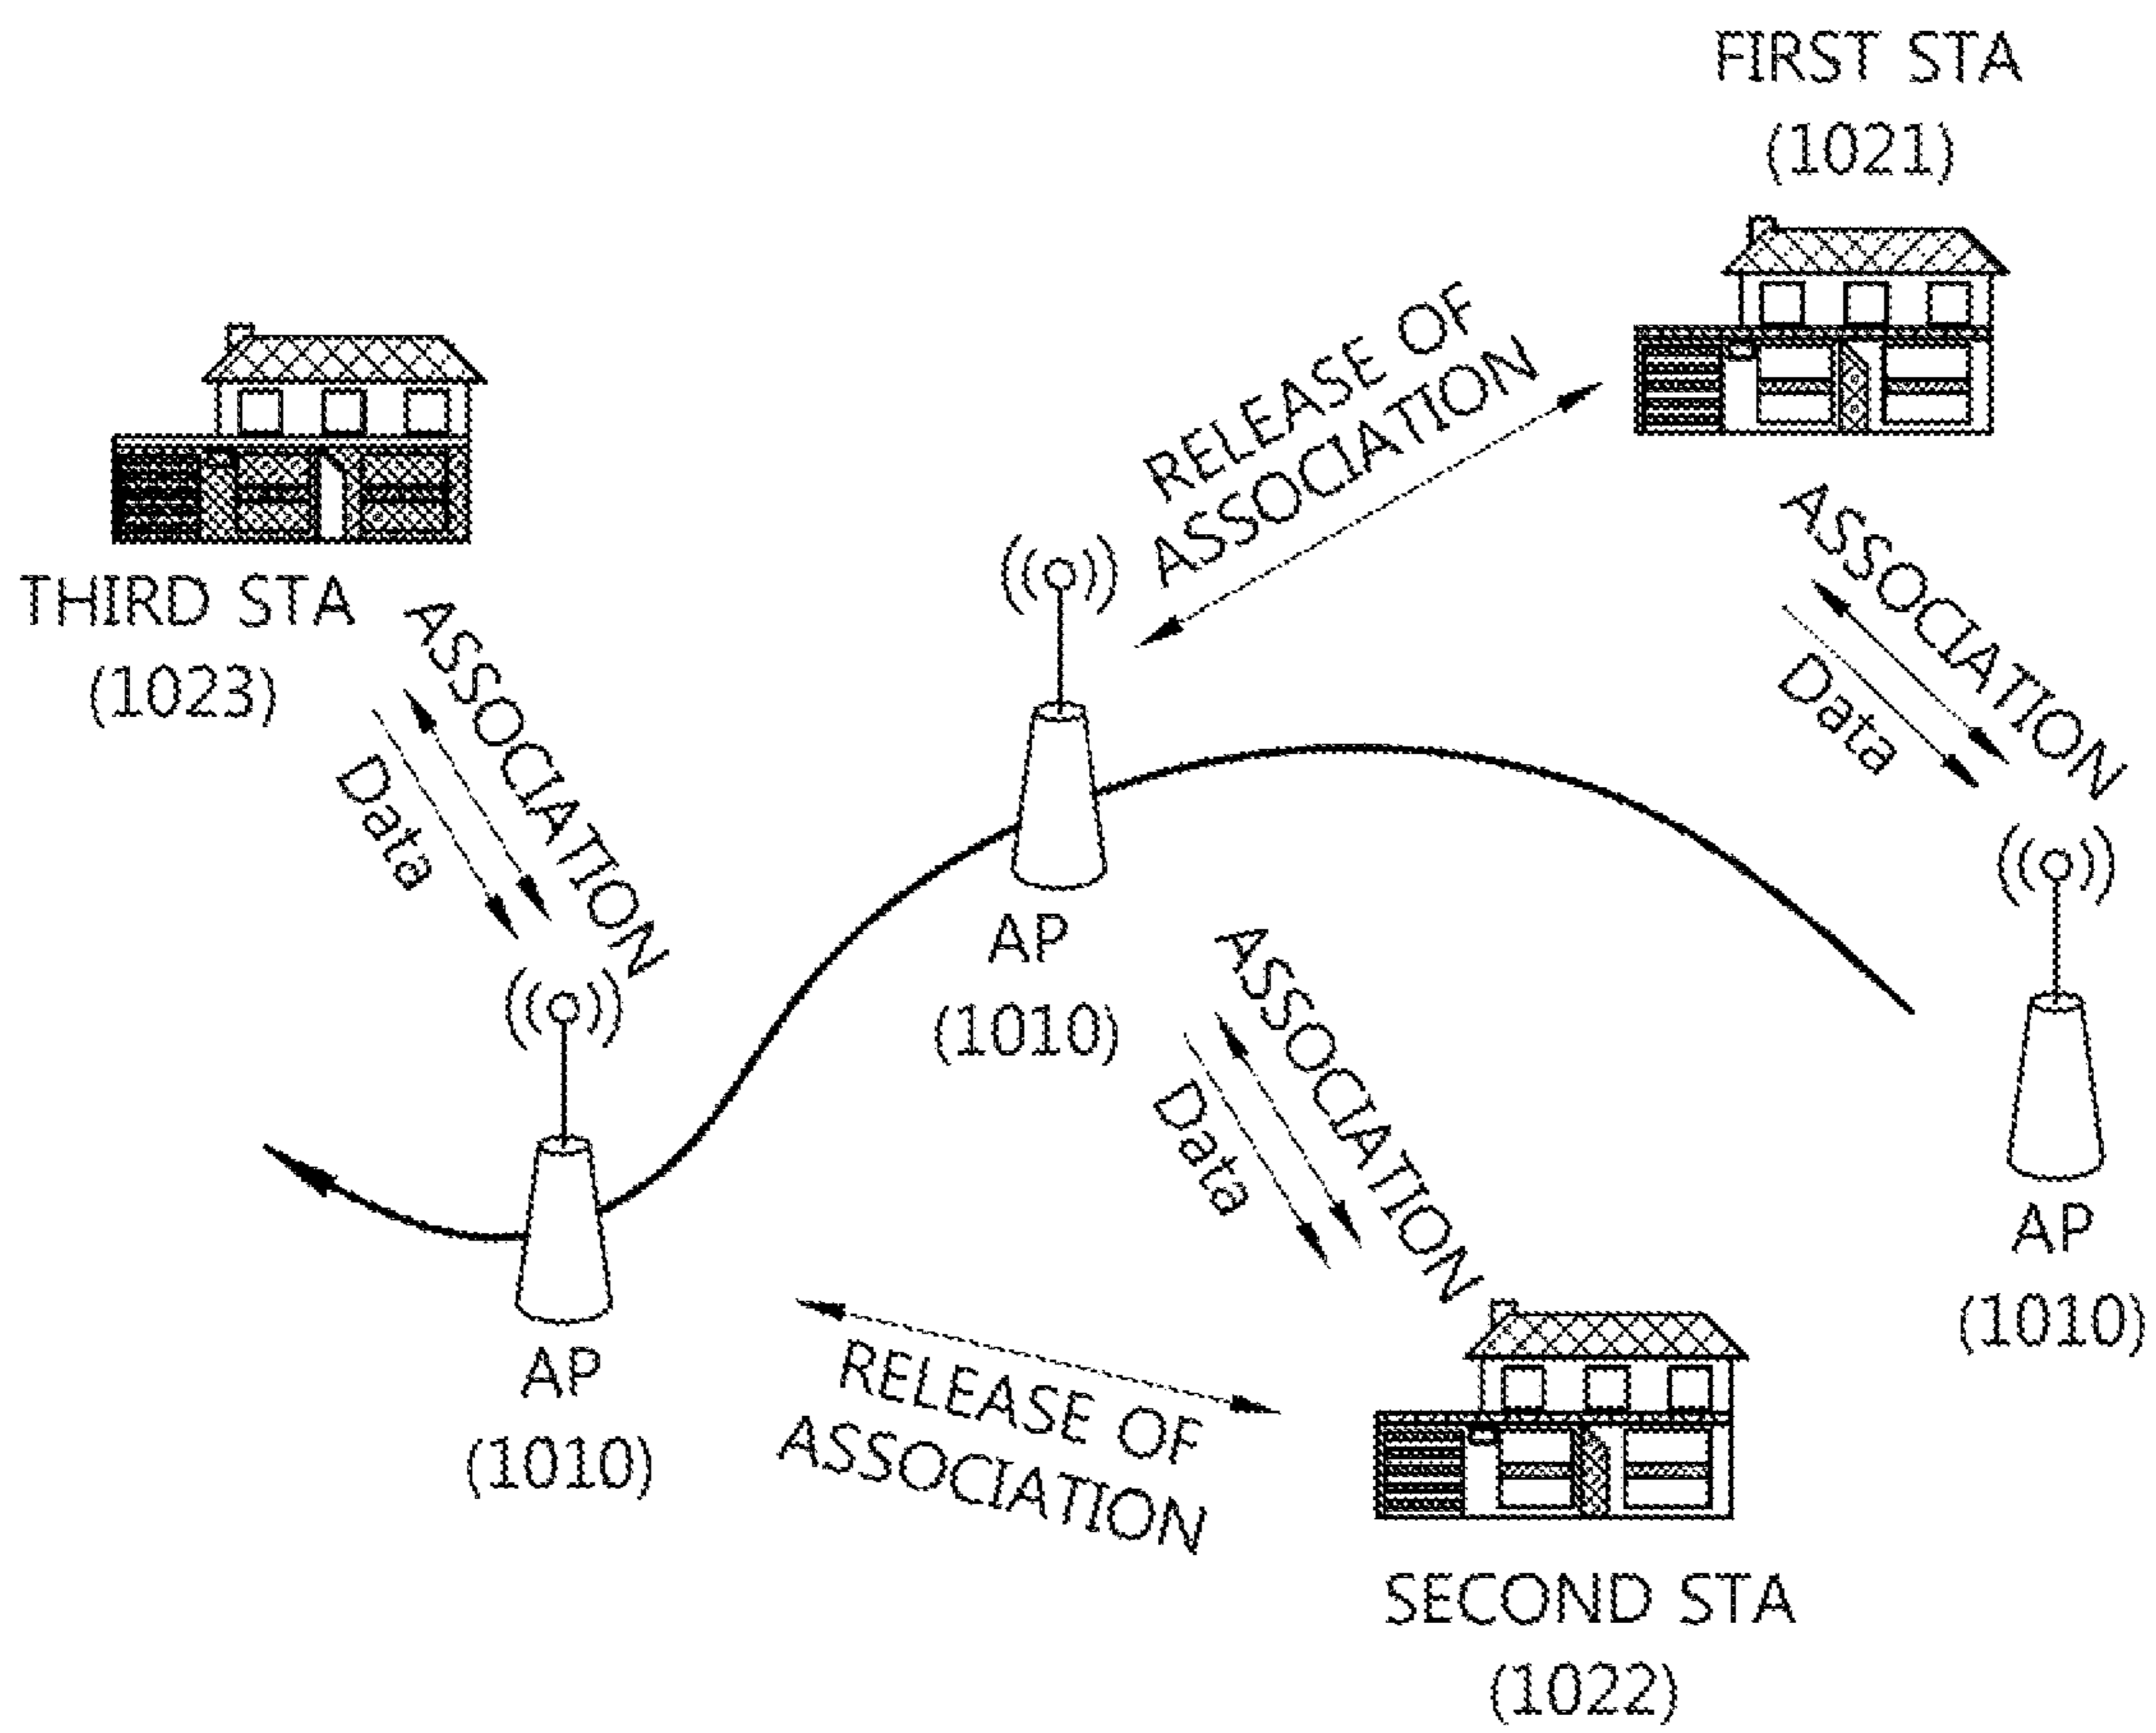 FIRST STA
(1021)
RELEASE OF
ASSOCIATION
THIRD STA
(1023)
ASSOCIATION
Data
ASSOCIATION
Data
AP
(1010)
ASSOCIATION
Data
AP
(1010)
AP
(1010)
RELEASE OF
ASSOCIATION
SECOND STA
(1022)